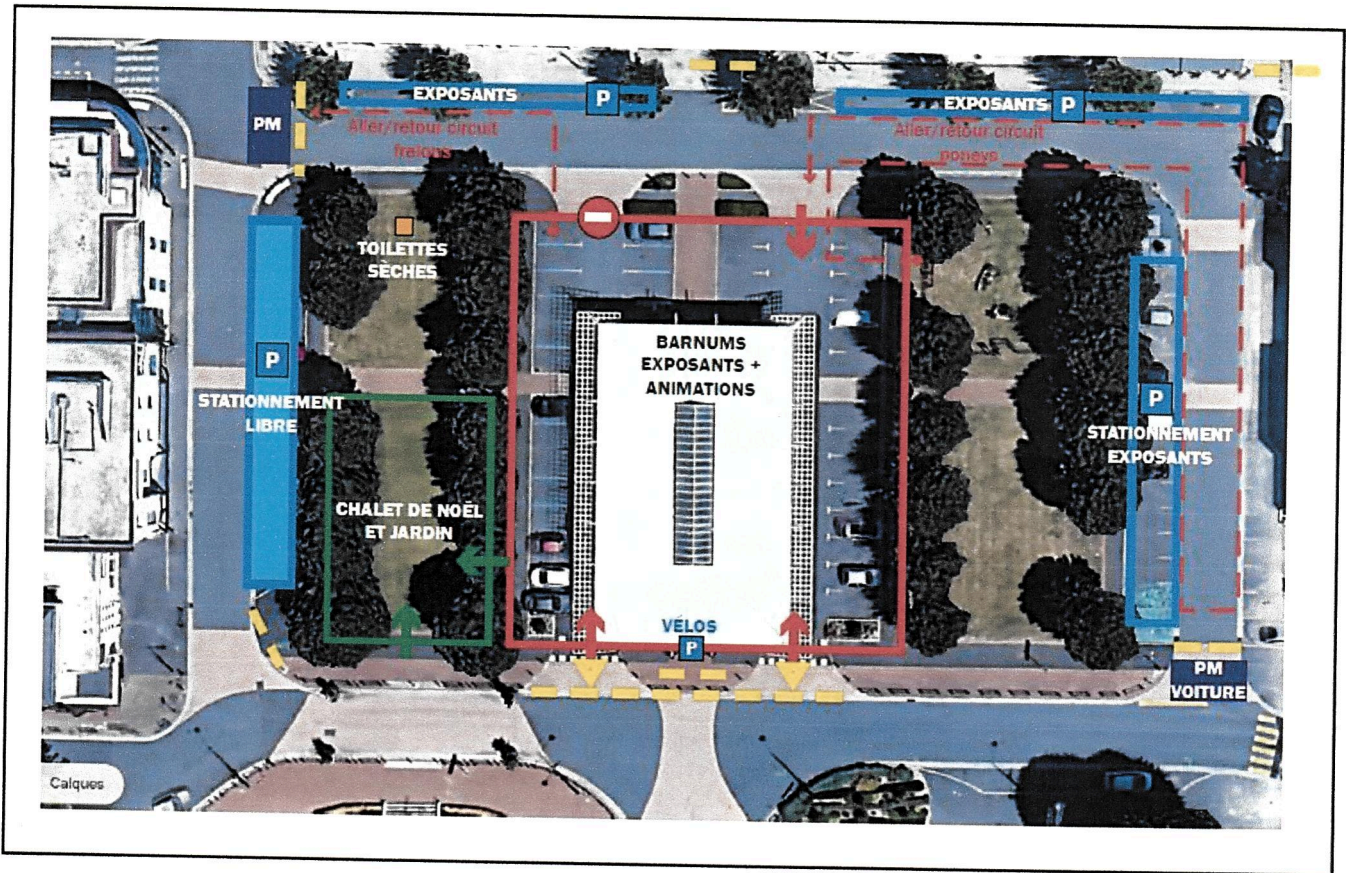 EXPOSANTS
P
EXPOSANTS
P
PM
Aller/retour circuit
Aller/retour circuit
poneys
TOILETTES
SÈCHES
BARNUMS
EXPOSANTS +
ANIMATIONS
P
STATIONNEMENT
LIBRE
P
STATIONNEMENT
EXPOSANTS
CHALET DE NOËL
ET JARDIN
VÉLOS
P
PM
VOITURE
Calques